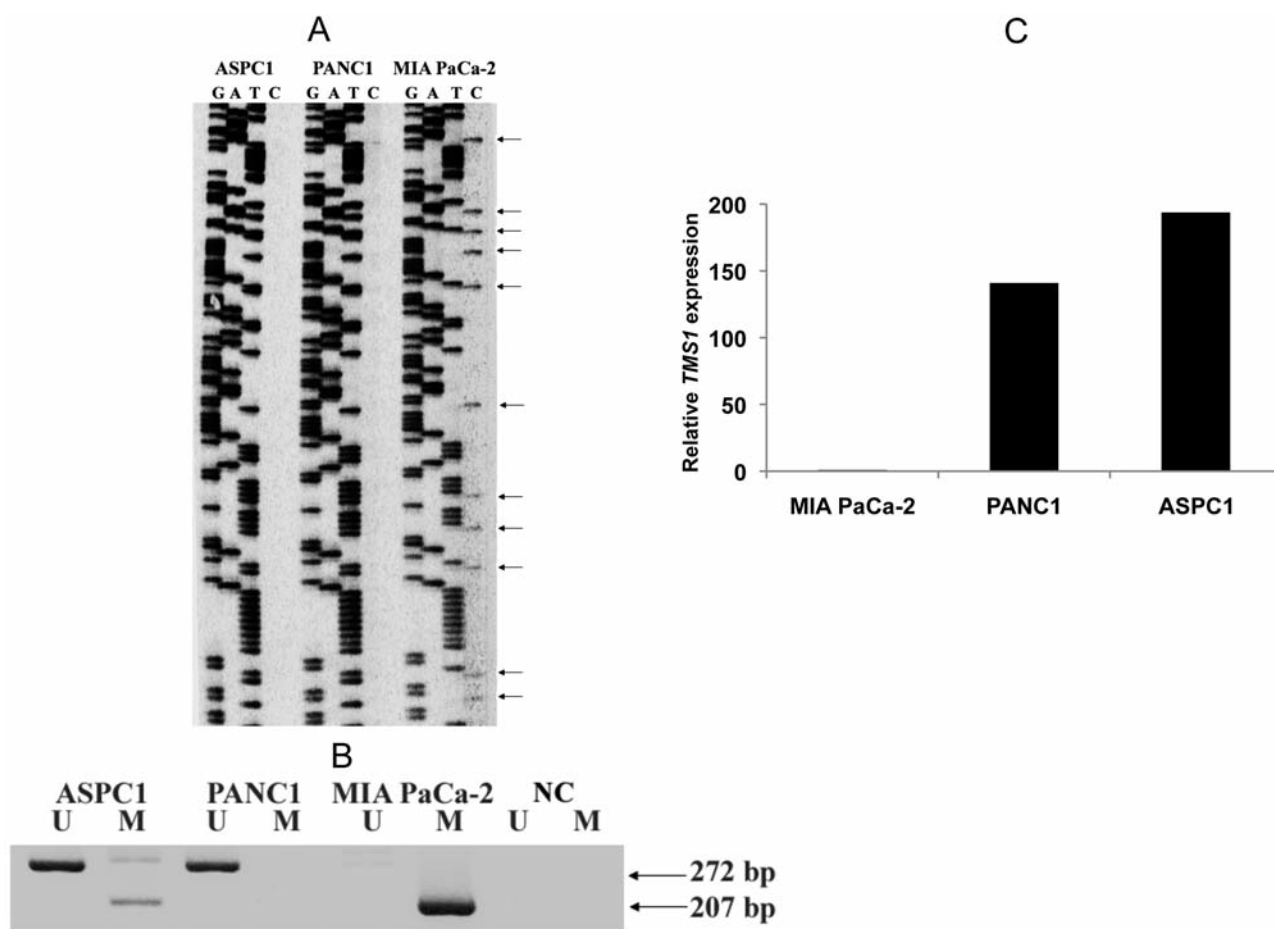 A
ASPC1 PANC1 MIA PaCa-2
G A T C G A T C G A T C
C
Relative TMS1 expression
200
150
100
50
0
MIA PaCa-2 PANC1 ASPC1
B
ASPC1 PANC1 MIA PaCa-2 NC
U M U M U M U M
272 bp
207 bp